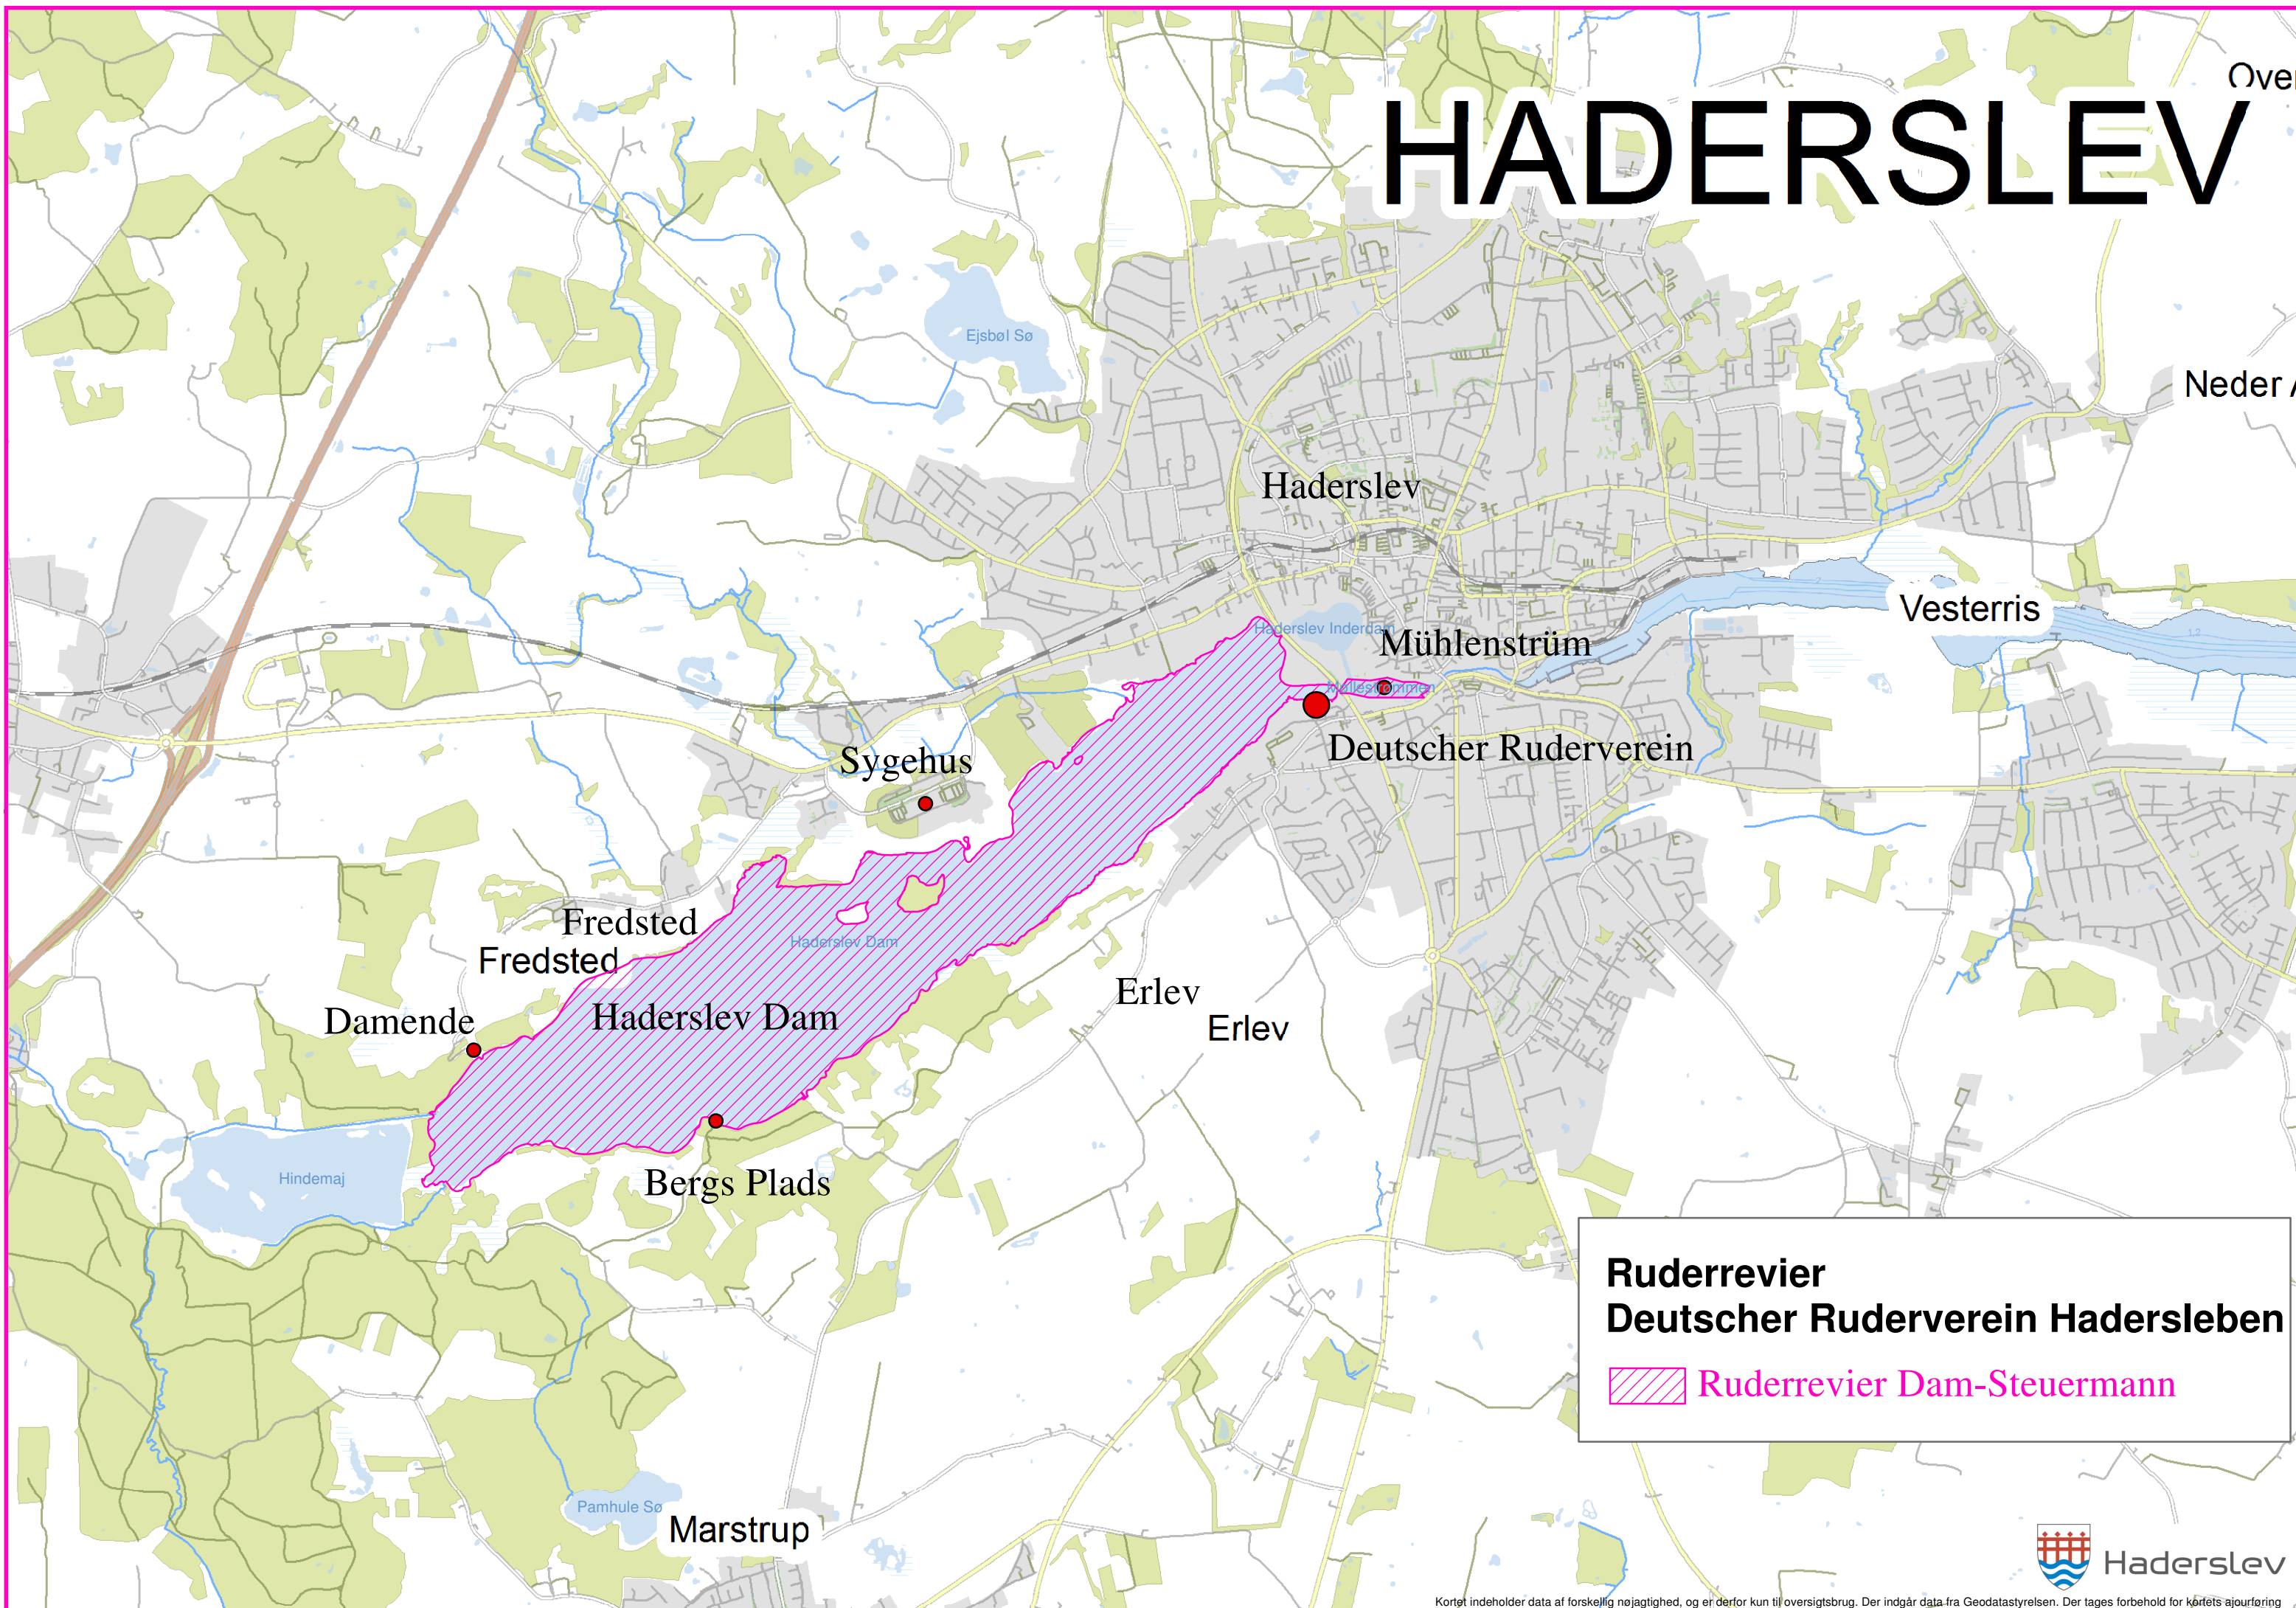 Over
HADERSLEV
Ejsbøl Sø
Neder A
Haderslev
Vesterris
Haderslev Inderdam
Mühlenstrüm
Møllestrømmen
Deutscher Ruderverein
Sygehus
Fredsted
Haderslev Dam
Fredsted
Erlev
Haderslev Dam
Damende
Erlev
Hindemaj
Bergs Plads
Ruderrevier
Deutscher Ruderverein Hadersleben
Ruderrevier Dam-Steuermann
Pamhule Sø
Marstrup
Haderslev
Kortet indeholder data af forskellig nøjagtighed, og er derfor kun til oversigtsbrug. Der indgår data fra Geodatastyrelsen. Der tages forbehold for kortets ajourføring